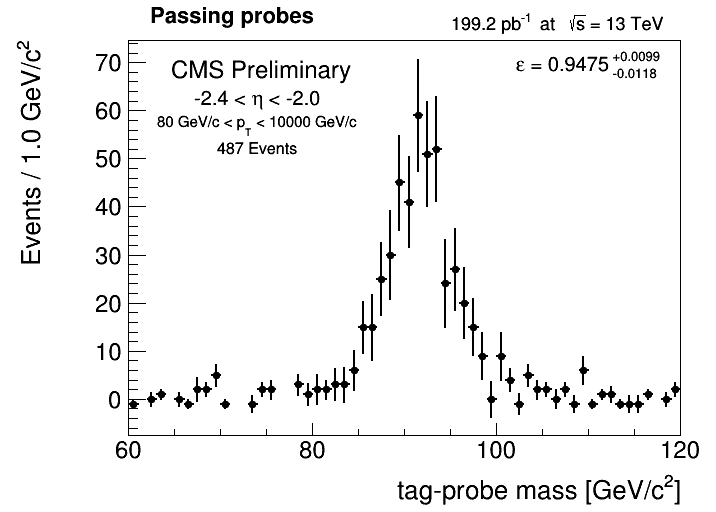 Passing probes
199.2 pb⁻¹ at √s = 13 TeV
CMS Preliminary
ε = 0.9475 +0.0099 -0.0118
-2.4 < η < -2.0
80 GeV/c < p_T < 10000 GeV/c
487 Events
Events / 1.0 GeV/c²
70
60
50
40
30
20
10
0
60 80 100 120
tag-probe mass [GeV/c²]